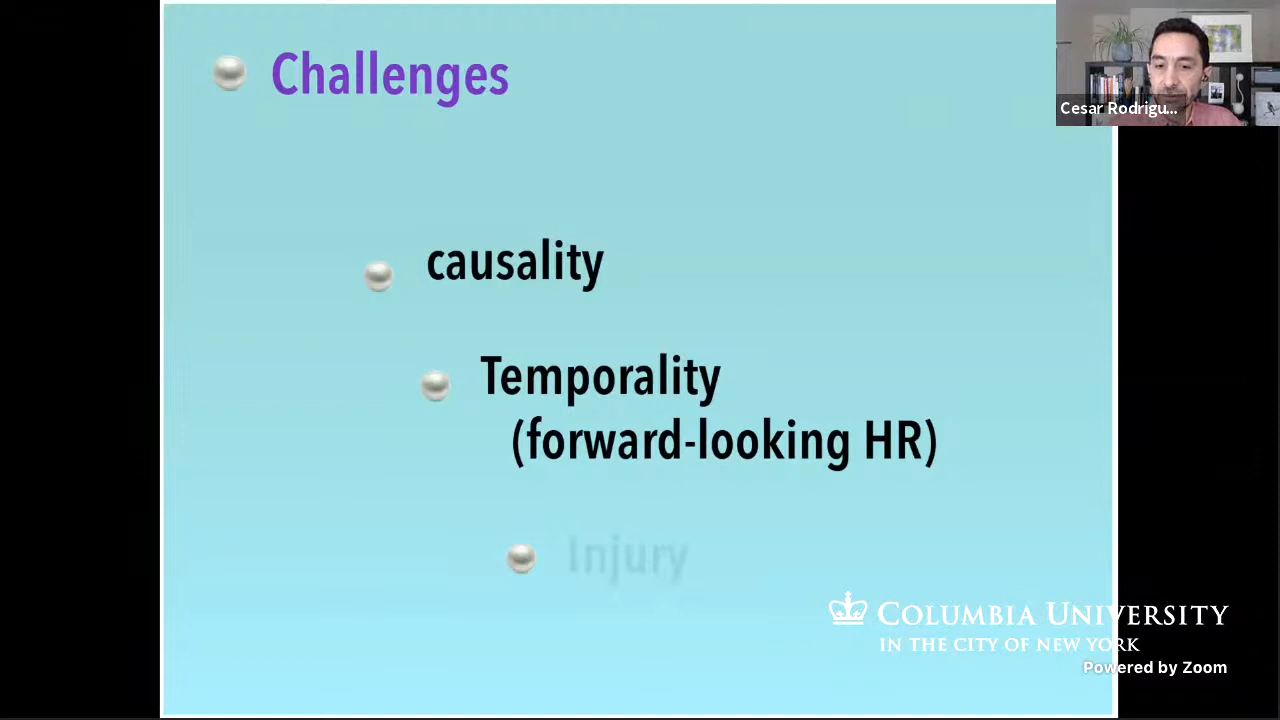 Challenges
Cesar Rodrigu...
causality
Temporality
(forward-looking HR)
Injury
COLUMBIA UNIVERSITY
IN THE CITY OF NEW YORK
Powered by Zoom